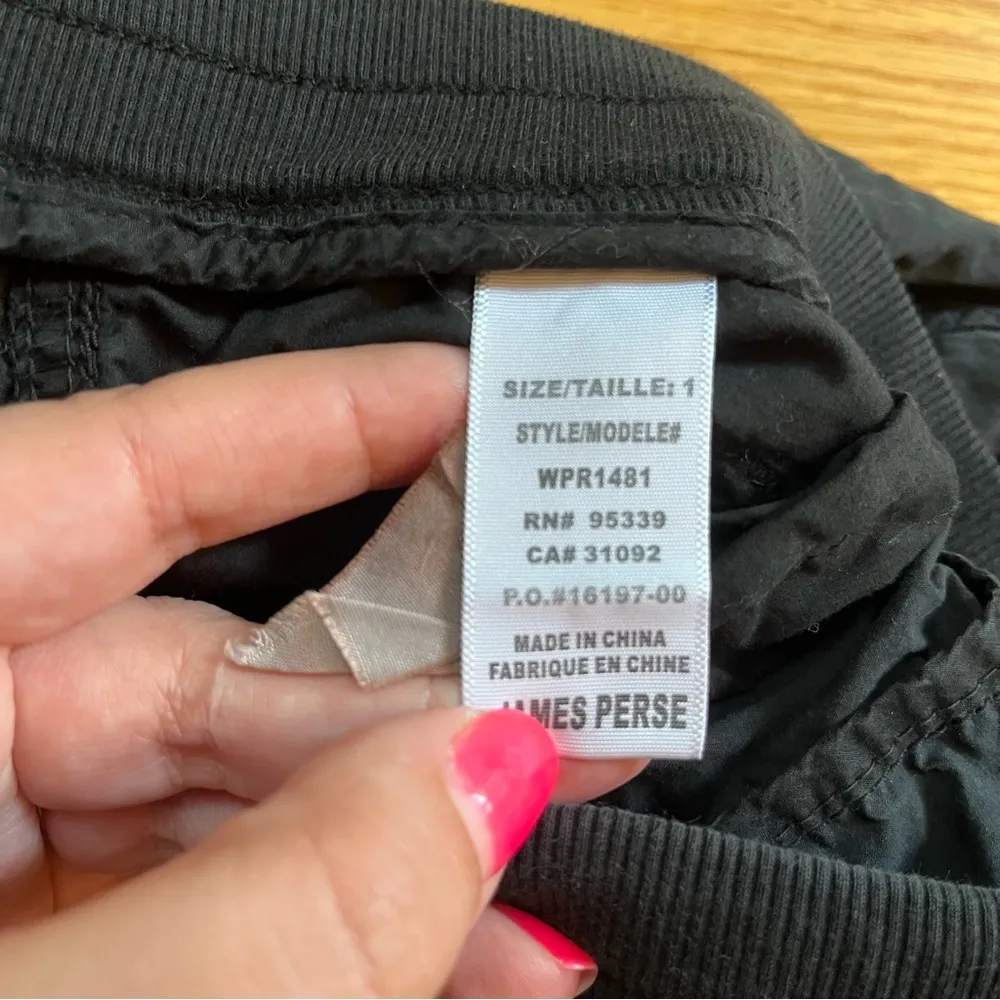 SIZE/TAILLE: 1
STYLE/MODELE#
WPR1481
RN# 95339
CA# 31092
P.O.#16197-00
MADE IN CHINA
FABRIQUE EN CHINE
JAMES PERSE